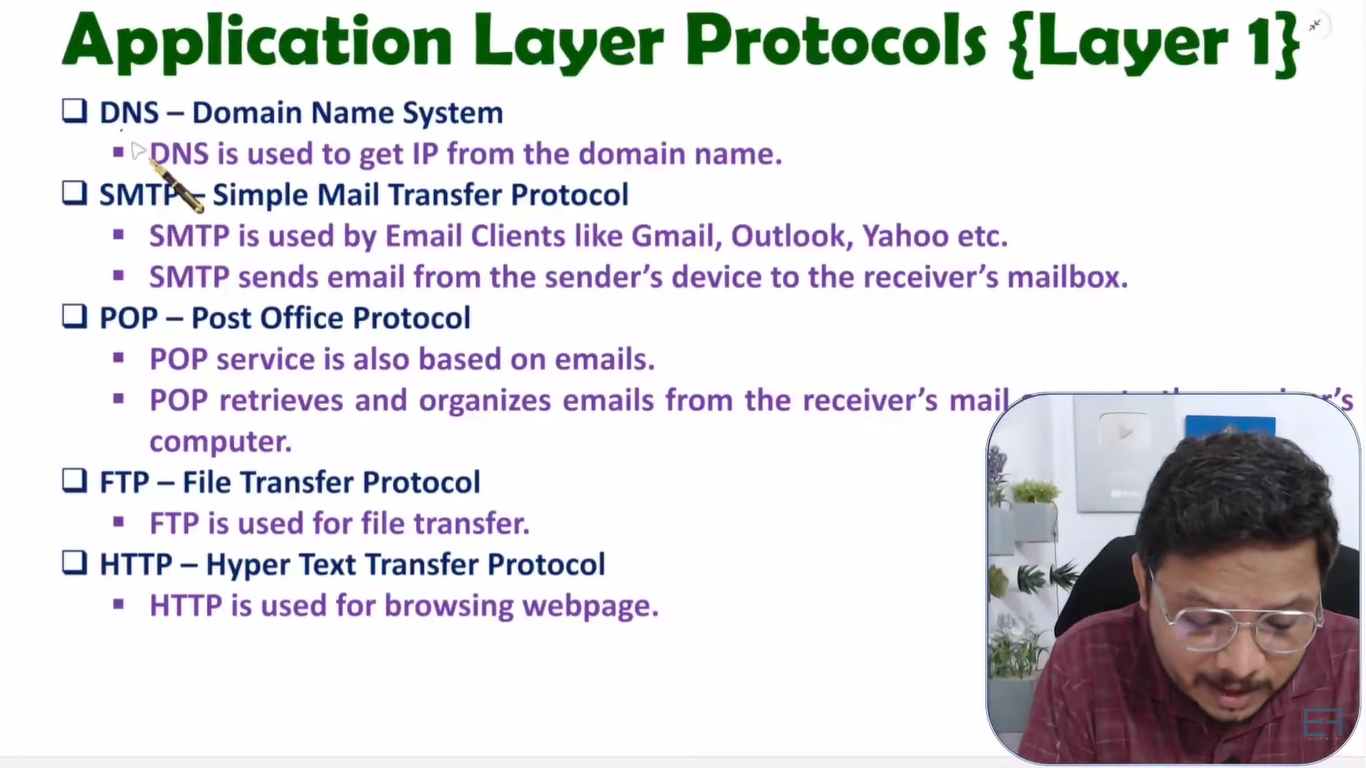 Application Layer Protocols {Layer 1}
❑ DNS – Domain Name System
▪ DNS is used to get IP from the domain name.
❑ SMTP – Simple Mail Transfer Protocol
▪ SMTP is used by Email Clients like Gmail, Outlook, Yahoo etc.
▪ SMTP sends email from the sender’s device to the receiver’s mailbox.
❑ POP – Post Office Protocol
▪ POP service is also based on emails.
▪ POP retrieves and organizes emails from the receiver’s mail
computer.
❑ FTP – File Transfer Protocol
▪ FTP is used for file transfer.
❑ HTTP – Hyper Text Transfer Protocol
▪ HTTP is used for browsing webpage.